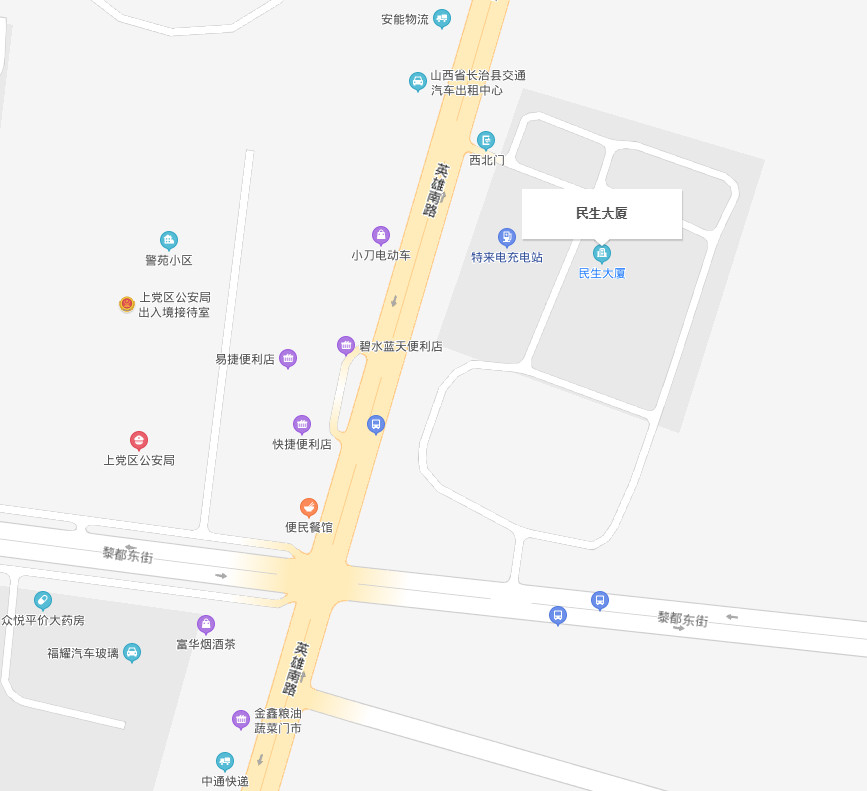 安能物流
山西省长治县交通
汽车出租中心
西北门
英雄南路
民生大厦
小刀电动车
特来电充电站
民生大厦
警苑小区
上党区公安局
出入境接待室
碧水蓝天便利店
易捷便利店
快捷便利店
上党区公安局
便民餐馆
黎都东街
众悦平价大药房
黎都东街
富华烟酒茶
福耀汽车玻璃
英雄南路
金鑫粮油
蔬菜门市
中通快递